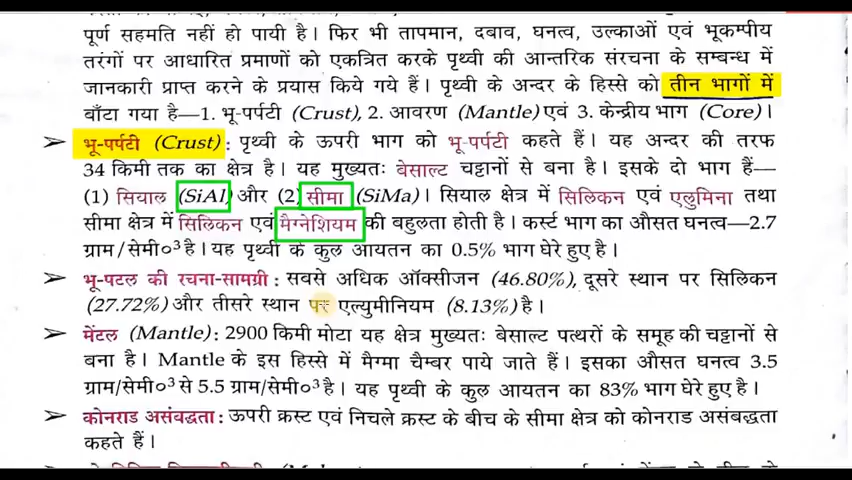 पूर्ण सहमति नहीं हो पायी है। फिर भी तापमान, दबाव, घनत्व, उल्काओं एवं भूकम्पीय
तरंगों पर आधारित प्रमाणों को एकत्रित करके पृथ्वी की आन्तरिक संरचना के सम्बन्ध में
जानकारी प्राप्त करने के प्रयास किये गये हैं। पृथ्वी के अन्दर के हिस्से को तीन भागों में
बाँटा गया है—1. भू-पर्पटी (Crust), 2. आवरण (Mantle) एवं 3. केन्द्रीय भाग (Core)।
➢ भू-पर्पटी (Crust) : पृथ्वी के ऊपरी भाग को भू-पर्पटी कहते हैं। यह अन्दर की तरफ
34 किमी तक का क्षेत्र है। यह मुख्यतः बेसाल्ट चट्टानों से बना है। इसके दो भाग हैं—
(1) सियाल (SiAl) और (2) सीमा (SiMa)। सियाल क्षेत्र में सिलिकन एवं एलुमिना तथा
सीमा क्षेत्र में सिलिकन एवं मैग्नेशियम की बहुलता होती है। कर्स्ट भाग का औसत घनत्व—2.7
ग्राम/सेमी०³ है। यह पृथ्वी के कुल आयतन का 0.5% भाग घेरे हुए है।
➢ भू-पटल की रचना-सामग्री : सबसे अधिक ऑक्सीजन (46.80%), दूसरे स्थान पर सिलिकन
(27.72%) और तीसरे स्थान पर एल्युमीनियम (8.13%) है।
➢ मेंटल (Mantle) : 2900 किमी मोटा यह क्षेत्र मुख्यतः बेसाल्ट पत्थरों के समूह की चट्टानों से
बना है। Mantle के इस हिस्से में मैग्मा चैम्बर पाये जाते हैं। इसका औसत घनत्व 3.5
ग्राम/सेमी०³ से 5.5 ग्राम/सेमी०³ है। यह पृथ्वी के कुल आयतन का 83% भाग घेरे हुए है।
➢ कोनराड असंबद्धता : ऊपरी क्रस्ट एवं निचले क्रस्ट के बीच के सीमा क्षेत्र को कोनराड असंबद्धता
कहते हैं।